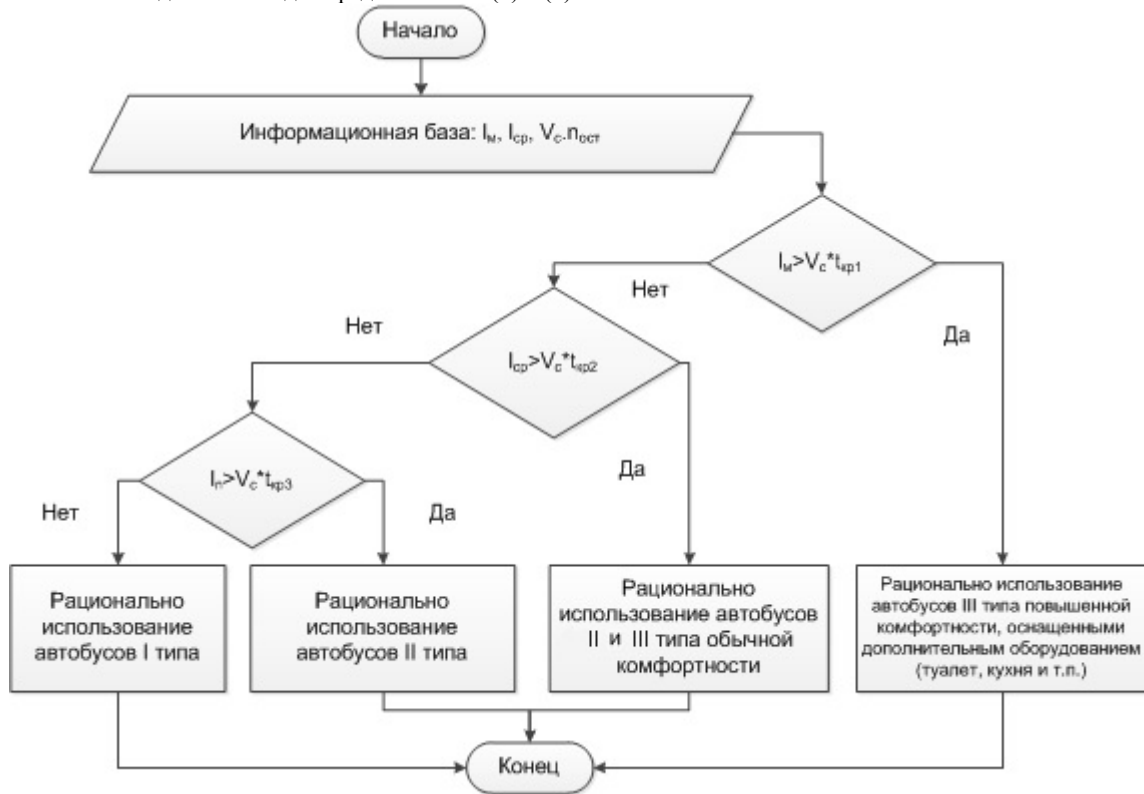 Начало
Информационная база: lм, lср, Vс.nост
lм>Vс*tкр1
Нет
Да
Нет
lср>Vс*tкр2
Да
lп>Vс*tкр3
Нет
Да
Рационально
использование
автобусов I типа
Рационально
использование
автобусов II типа
Рационально
использование автобусов
II и III типа обычной
комфортности
Рационально использование
автобусов III типа повышенной
комфортности, оснащенными
дополнительным оборудованием
(туалет, кухня и т.п.)
Конец